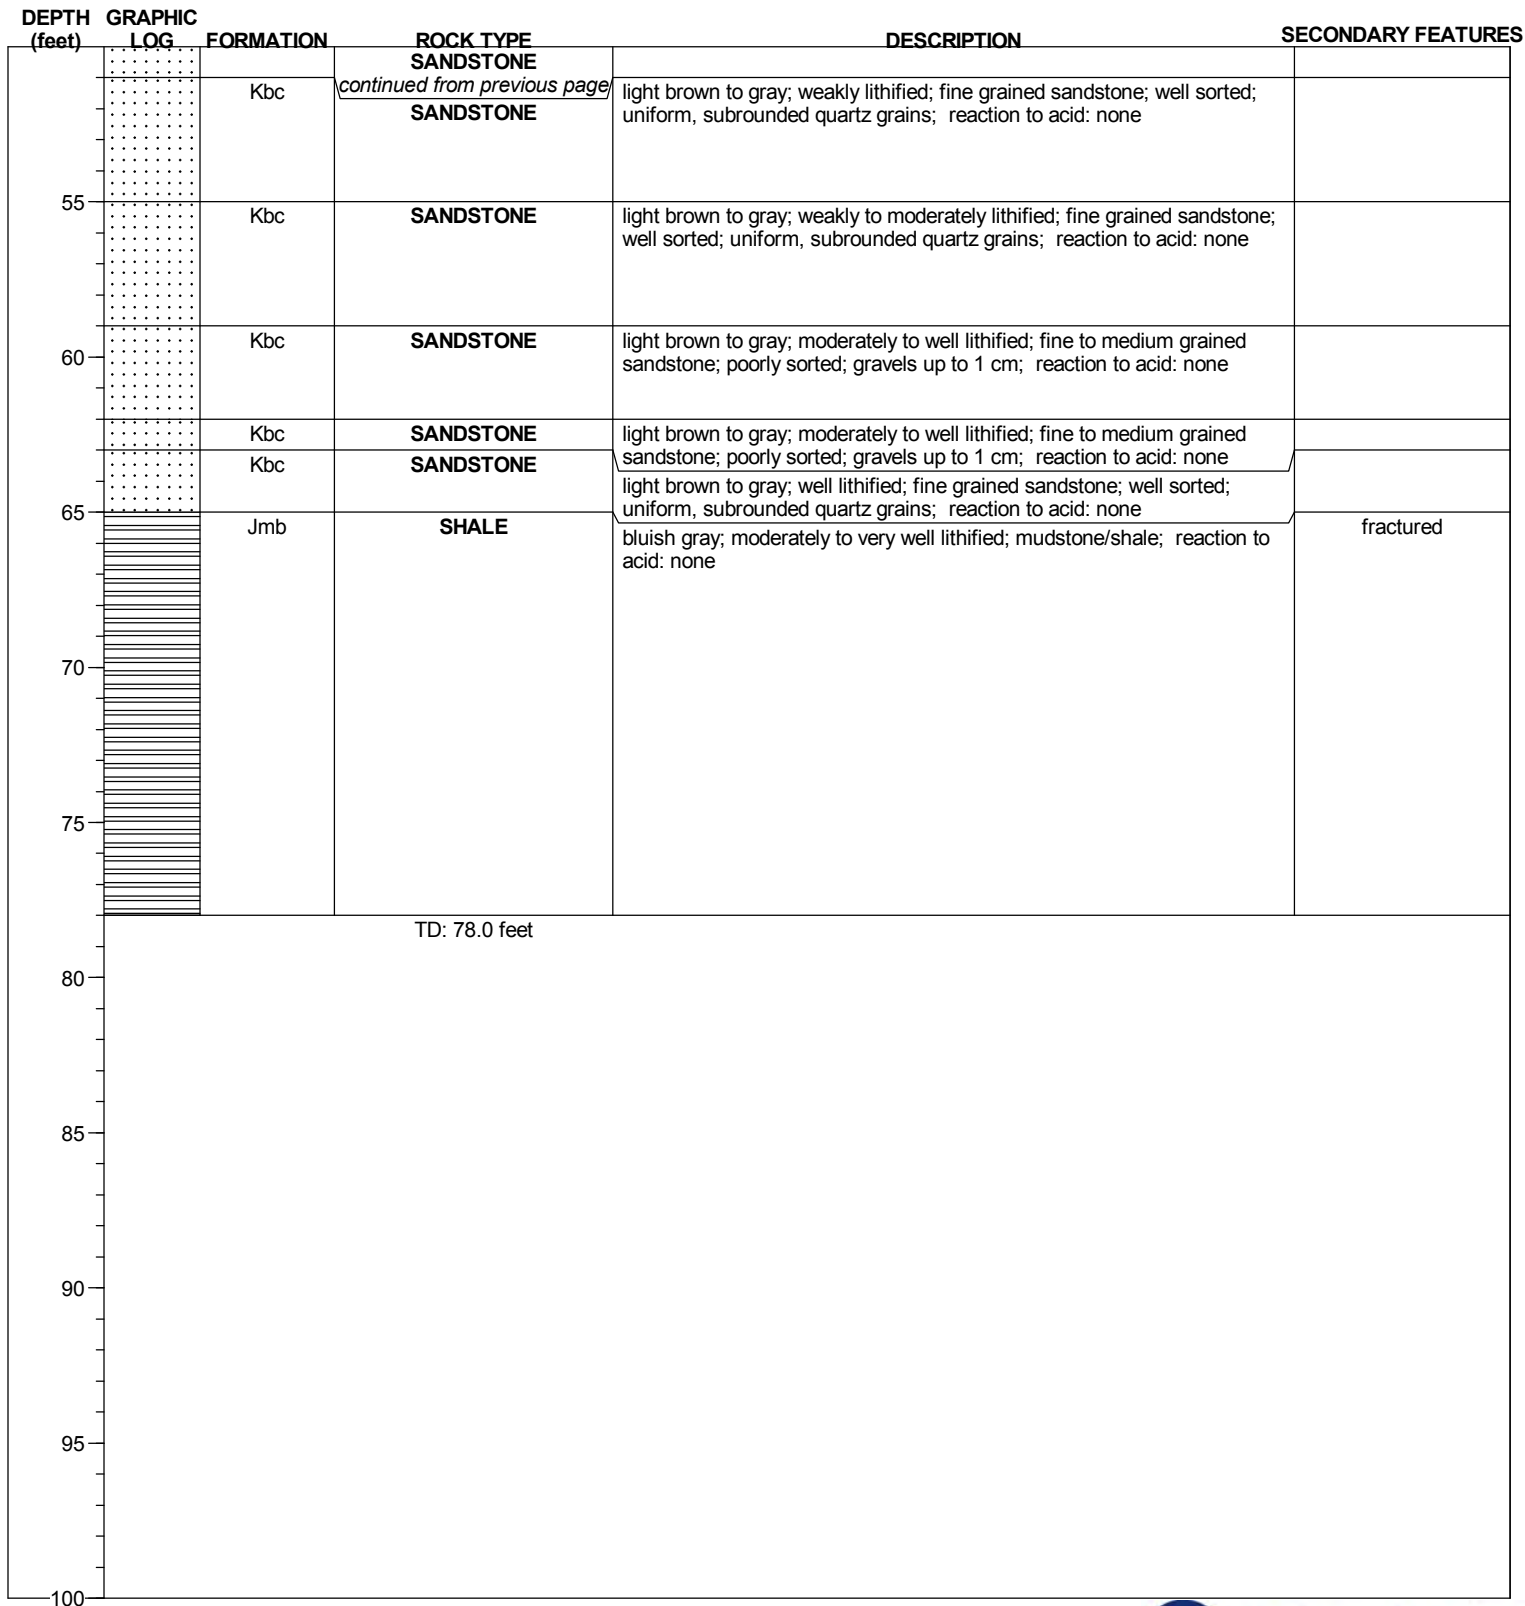 DEPTH GRAPHIC
(feet) LOG FORMATION ROCK TYPE DESCRIPTION SECONDARY FEATURES
SANDSTONE
continued from previous page
Kbc SANDSTONE light brown to gray; weakly lithified; fine grained sandstone; well sorted;
uniform, subrounded quartz grains; reaction to acid: none
55
Kbc SANDSTONE light brown to gray; weakly to moderately lithified; fine grained sandstone;
well sorted; uniform, subrounded quartz grains; reaction to acid: none
Kbc SANDSTONE light brown to gray; moderately to well lithified; fine to medium grained
60 sandstone; poorly sorted; gravels up to 1 cm; reaction to acid: none
Kbc SANDSTONE light brown to gray; moderately to well lithified; fine to medium grained
sandstone; poorly sorted; gravels up to 1 cm; reaction to acid: none
Kbc SANDSTONE light brown to gray; well lithified; fine grained sandstone; well sorted;
uniform, subrounded quartz grains; reaction to acid: none
65
Jmb SHALE bluish gray; moderately to very well lithified; mudstone/shale; reaction to fractured
acid: none
70
75
TD: 78.0 feet
80
85
90
95
100